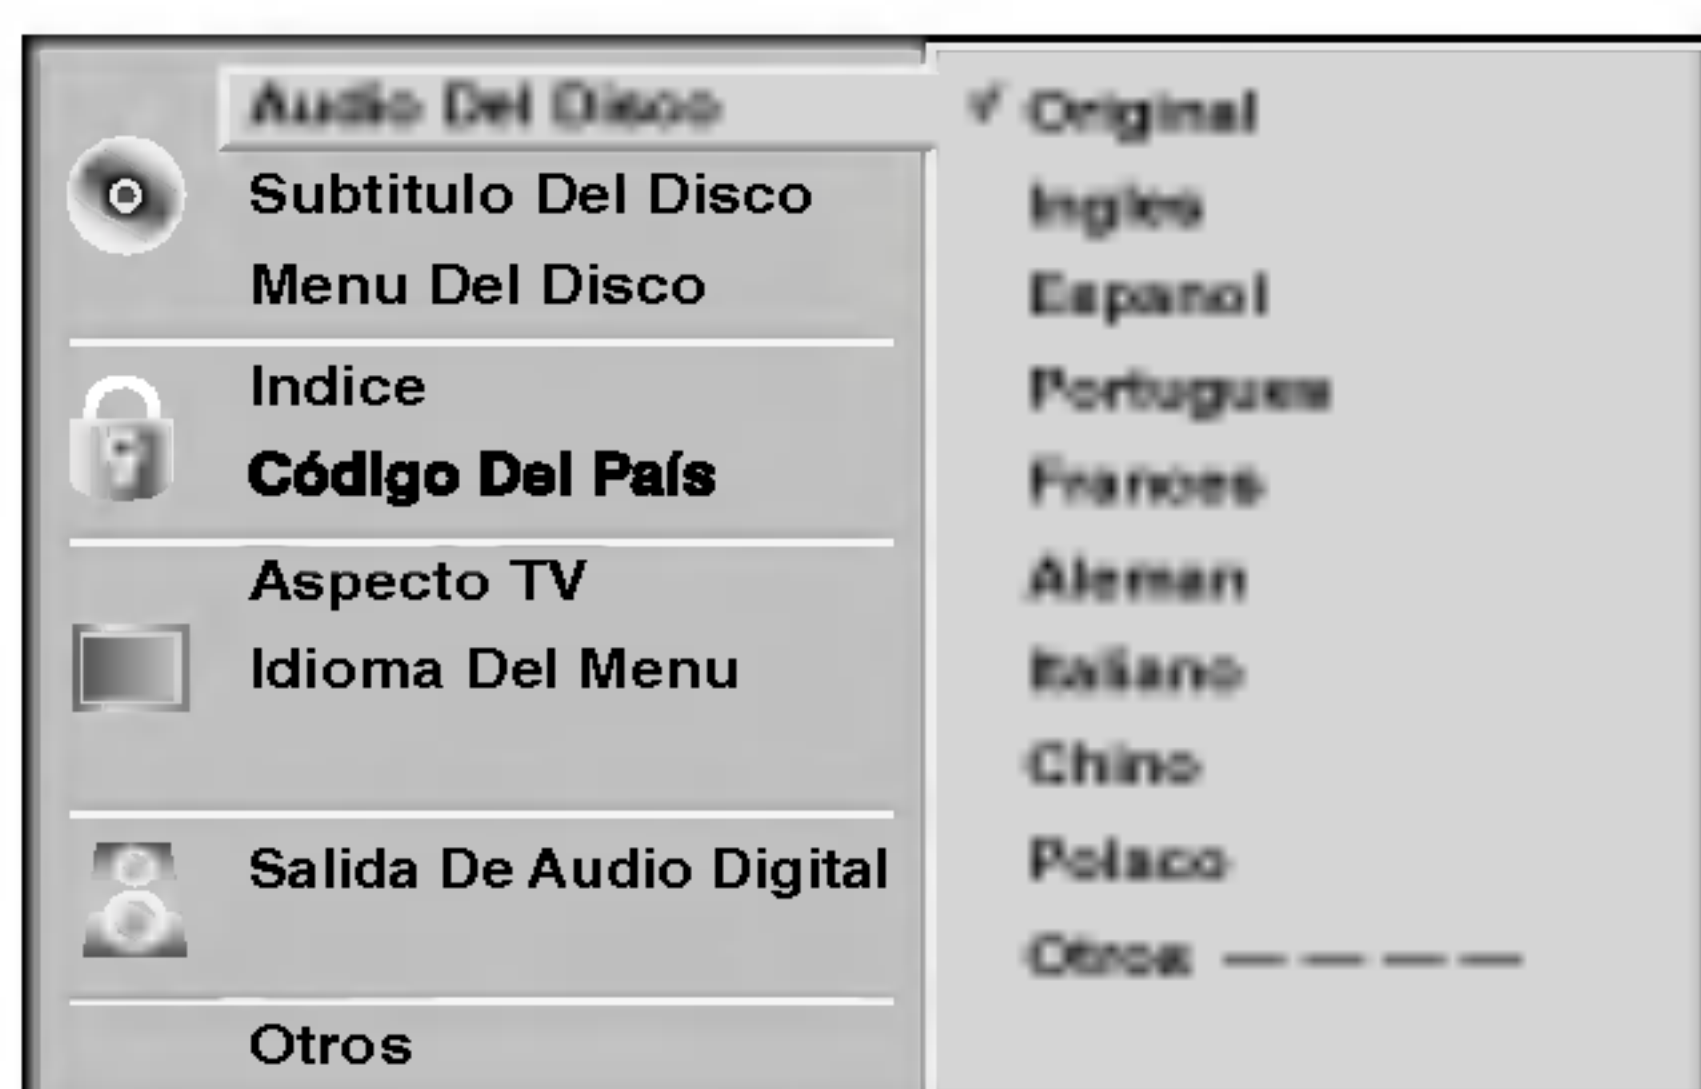 Audio Del Disco
Subtitulo Del Disco
Menu Del Disco
Indice
Código Del País
Aspecto TV
Idioma Del Menu
Salida De Audio Digital
Otros
✓ Original
Ingles
Espanol
Portugues
Frances
Aleman
Italiano
Chino
Polaco
Otros — — — —